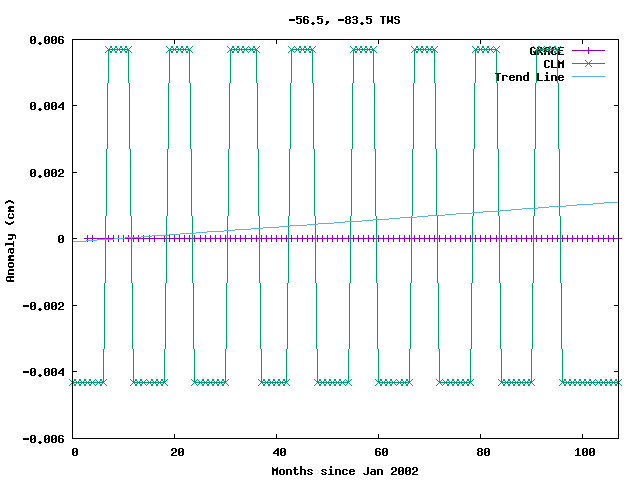 -56.5, -83.5 TWS
GRACE
CLM
Trend Line
0.006
0.004
0.002
0
-0.002
-0.004
-0.006
Anomaly (cm)
0 20 40 60 80 100
Months since Jan 2002